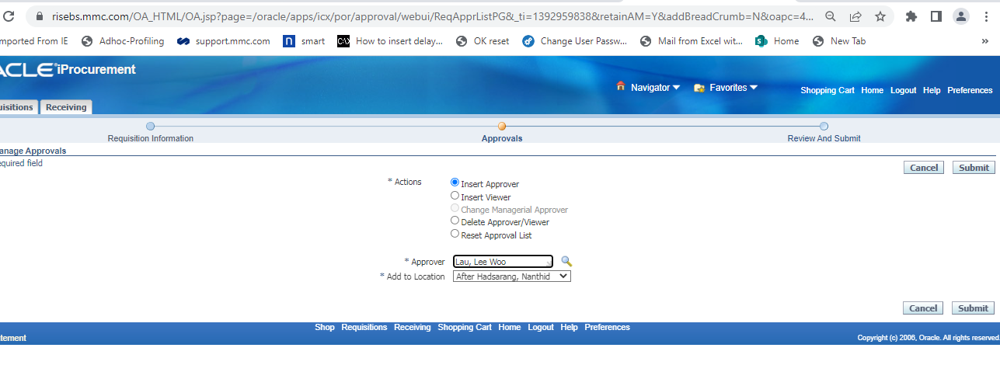 risebs.mmc.com/OA_HTML/OA.jsp?page=/oracle/apps/icx/por/approval/webui/ReqApprListPG&_ti=1392959838&retainAM=Y&addBreadCrumb=N&oapc=4...
mported From IE Adhoc-Profiling support.mmc.com n smart C:\ How to insert delay... OK reset Change User Passw... Mail from Excel wit... S Home New Tab »
ACLE iProcurement
Navigator Favorites Shopping Cart Home Logout Help Preferences
uisitions Receiving
Requisition Information Approvals Review And Submit
anage Approvals
equired field
Cancel Submit
* Actions Insert Approver
Insert Viewer
Change Managerial Approver
Delete Approver/Viewer
Reset Approval List
* Approver Lau, Lee Woo
* Add to Location After Hadsarang, Nanthid
Cancel Submit
Shop Requisitions Receiving Shopping Cart Home Logout Help Preferences
tement Copyright (c) 2006, Oracle. All rights reserved.